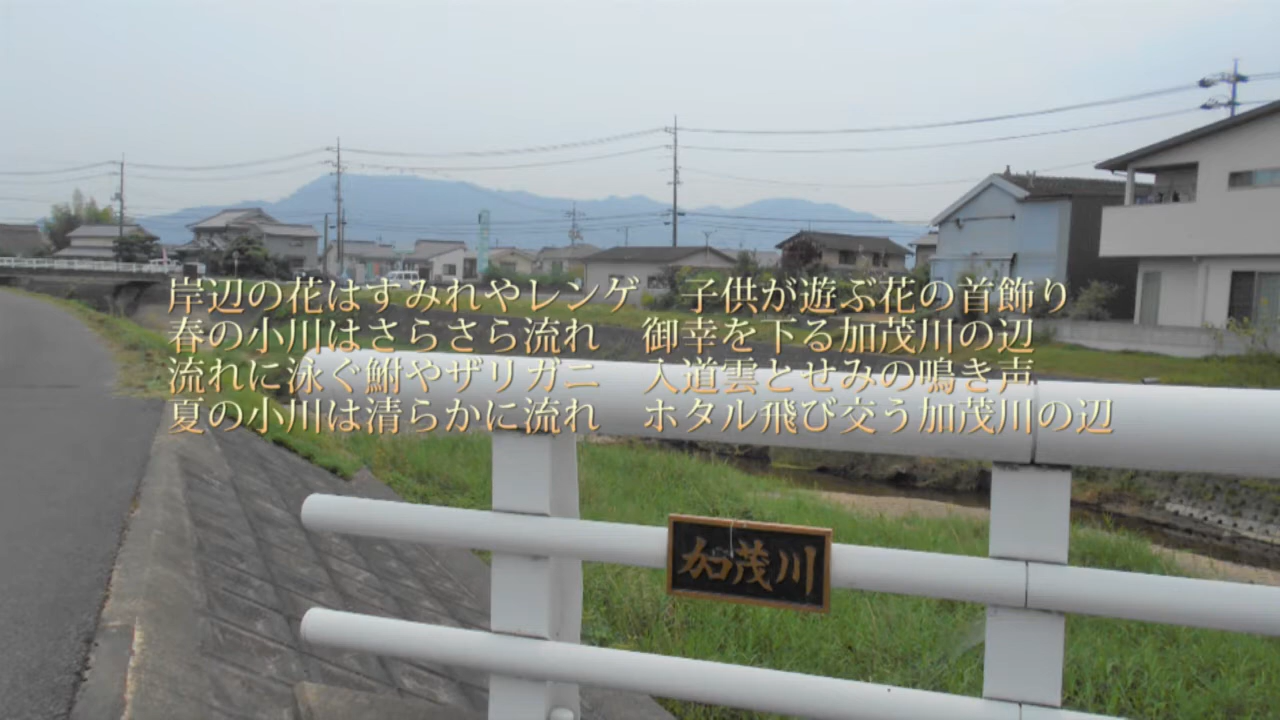 岸辺の花はすみれやレンゲ　子供が遊ぶ花の首飾り
春の小川はさらさら流れ　御幸を下る加茂川の辺
流れに泳ぐ鮒やザリガニ　入道雲とせみの鳴き声
夏の小川は清らかに流れ　ホタル飛び交う加茂川の辺
加茂川